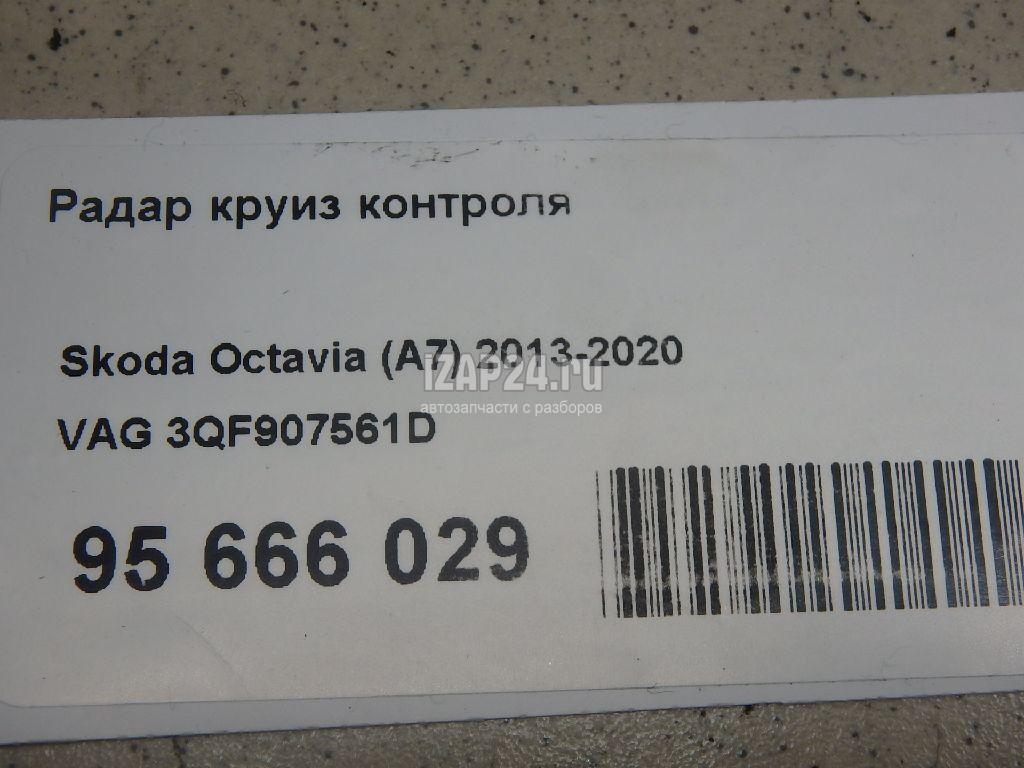 Радар круиз контроля
Skoda Octavia (A7) 2013-2020
iZAP24.ru
автозапчасти с разборов
VAG 3QF907561D
95 666 029